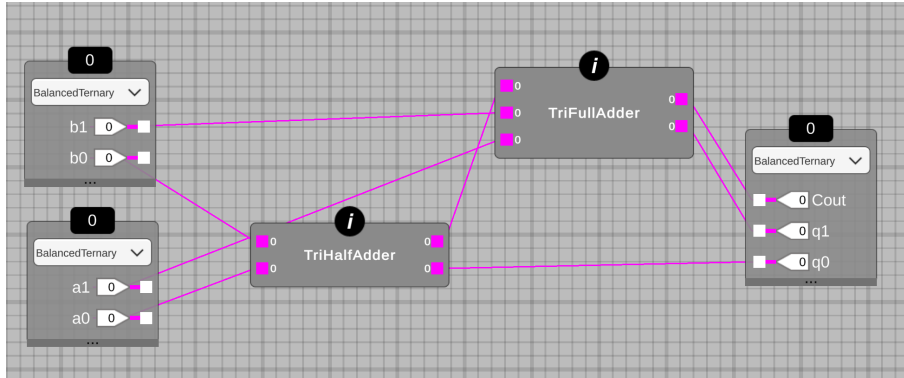 0
BalancedTernary
b1 0
b0 0
...
0
BalancedTernary
a1 0
a0 0
...
i
TriHalfAdder
0
0
0
0
i
TriFullAdder
0
0
0
0
0
0
BalancedTernary
0 Cout
0 q1
0 q0
...